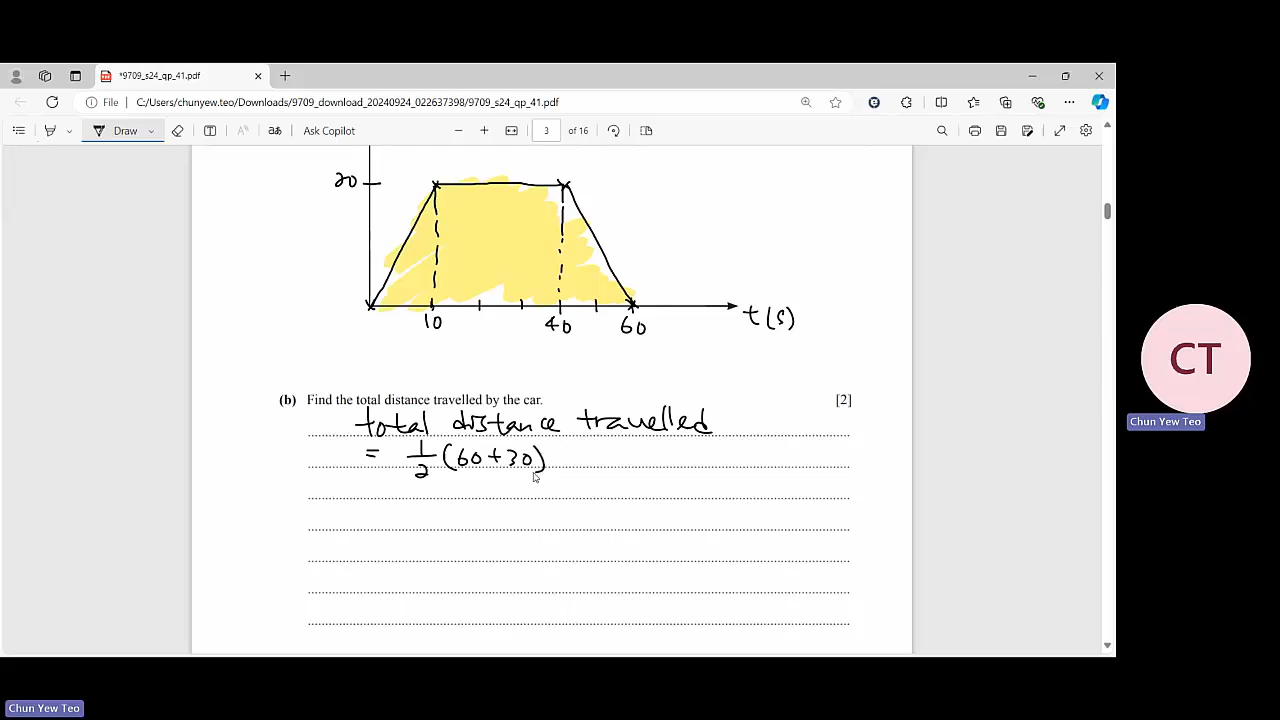 *9709_s24_qp_41.pdf
File C:/Users/chunyew.teo/Downloads/9709_download_20240924_022637398/9709_s24_qp_41.pdf
Draw aあ Ask Copilot 3 of 16
20
10 40 60 t(s)
(b) Find the total distance travelled by the car. [2]
total distance travelled
= 1/2 (60+30)
CT
Chun Yew Teo
Chun Yew Teo